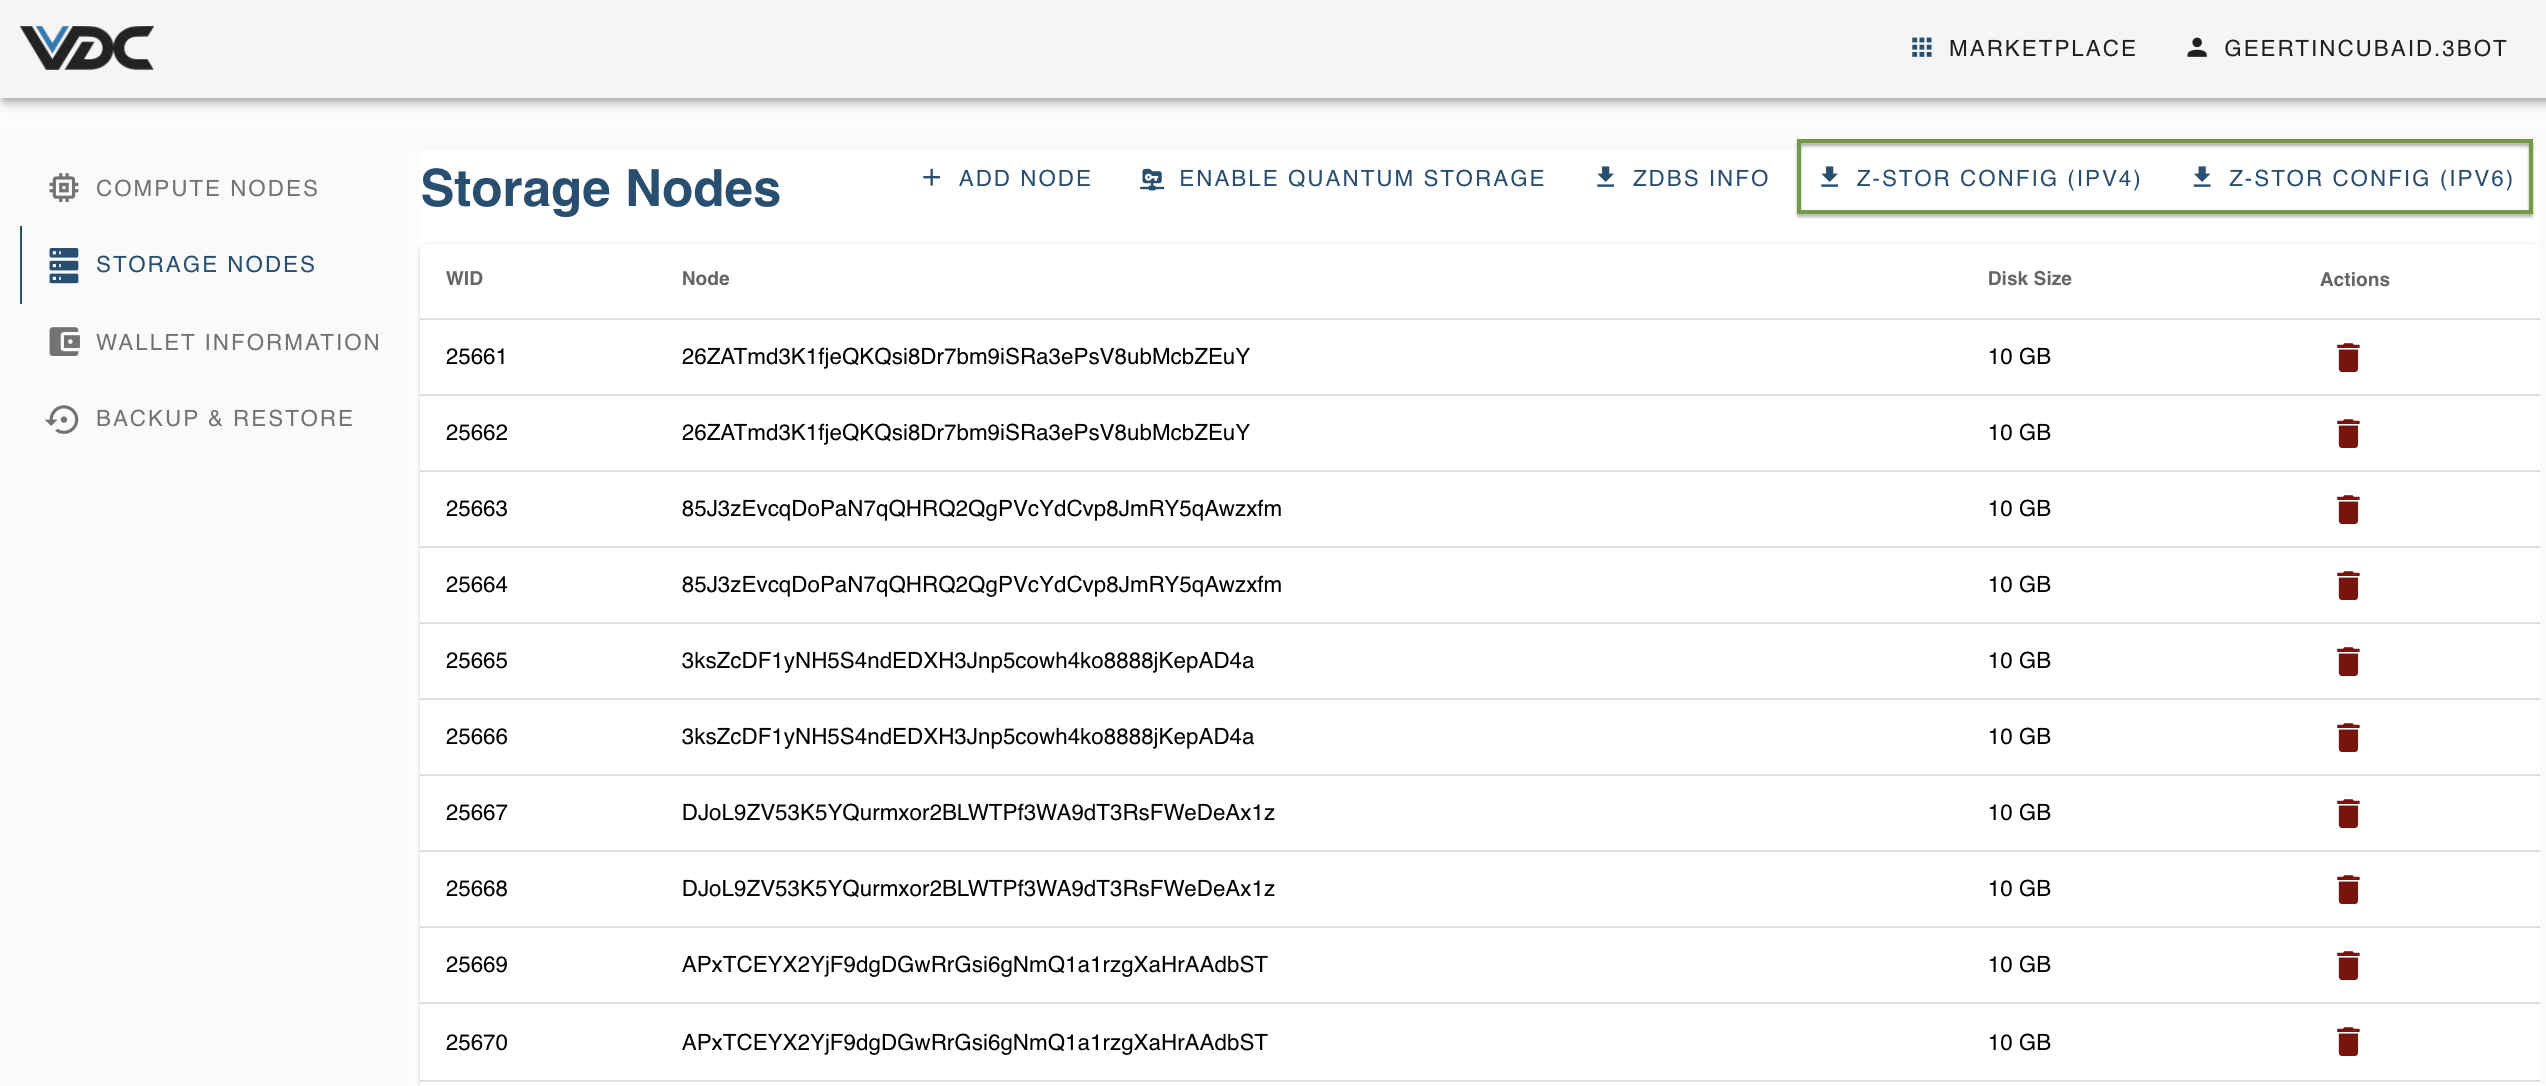 VDC
MARKETPLACE GEERTINCUBAID.3BOT
COMPUTE NODES
STORAGE NODES
WALLET INFORMATION
BACKUP & RESTORE
Storage Nodes ADD NODE ENABLE QUANTUM STORAGE ZDBS INFO Z-STOR CONFIG (IPV4) Z-STOR CONFIG (IPV6)
WID Node Disk Size Actions
25661 26ZATmd3K1fjeQKQsi8Dr7bm9iSRa3ePsV8ubMcbZEuY 10 GB
25662 26ZATmd3K1fjeQKQsi8Dr7bm9iSRa3ePsV8ubMcbZEuY 10 GB
25663 85J3zEvcqDoPaN7qQHRQ2QgPVcYdCvp8JmRY5qAwzxfm 10 GB
25664 85J3zEvcqDoPaN7qQHRQ2QgPVcYdCvp8JmRY5qAwzxfm 10 GB
25665 3ksZcDF1yNH5S4ndEDXH3Jnp5cowh4ko8888jKepAD4a 10 GB
25666 3ksZcDF1yNH5S4ndEDXH3Jnp5cowh4ko8888jKepAD4a 10 GB
25667 DJoL9ZV53K5YQurmxor2BLWTPf3WA9dT3RsFWeDeAx1z 10 GB
25668 DJoL9ZV53K5YQurmxor2BLWTPf3WA9dT3RsFWeDeAx1z 10 GB
25669 APxTCEYX2YjF9dgDGwRrGsi6gNmQ1a1rzgXaHrAAdbST 10 GB
25670 APxTCEYX2YjF9dgDGwRrGsi6gNmQ1a1rzgXaHrAAdbST 10 GB